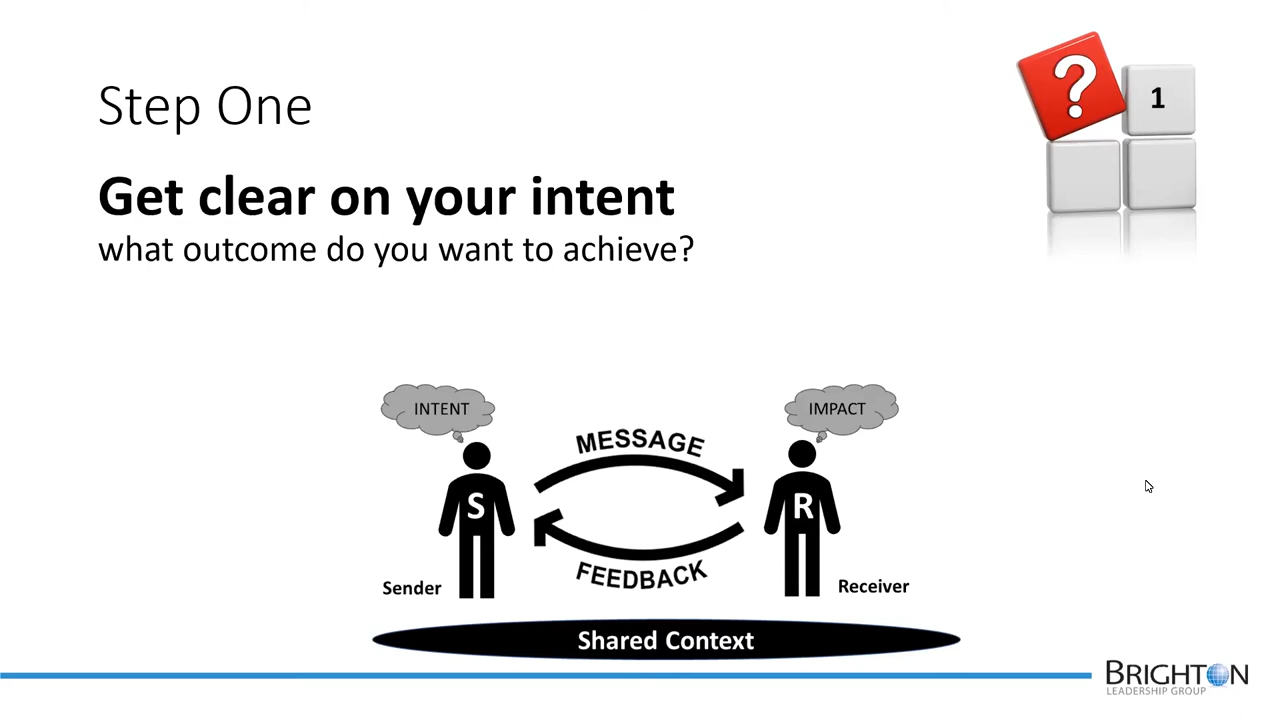 Step One
?
1
Get clear on your intent
what outcome do you want to achieve?
INTENT
IMPACT
MESSAGE
S
R
FEEDBACK
Sender
Receiver
Shared Context
BRIGHTON
LEADERSHIP GROUP